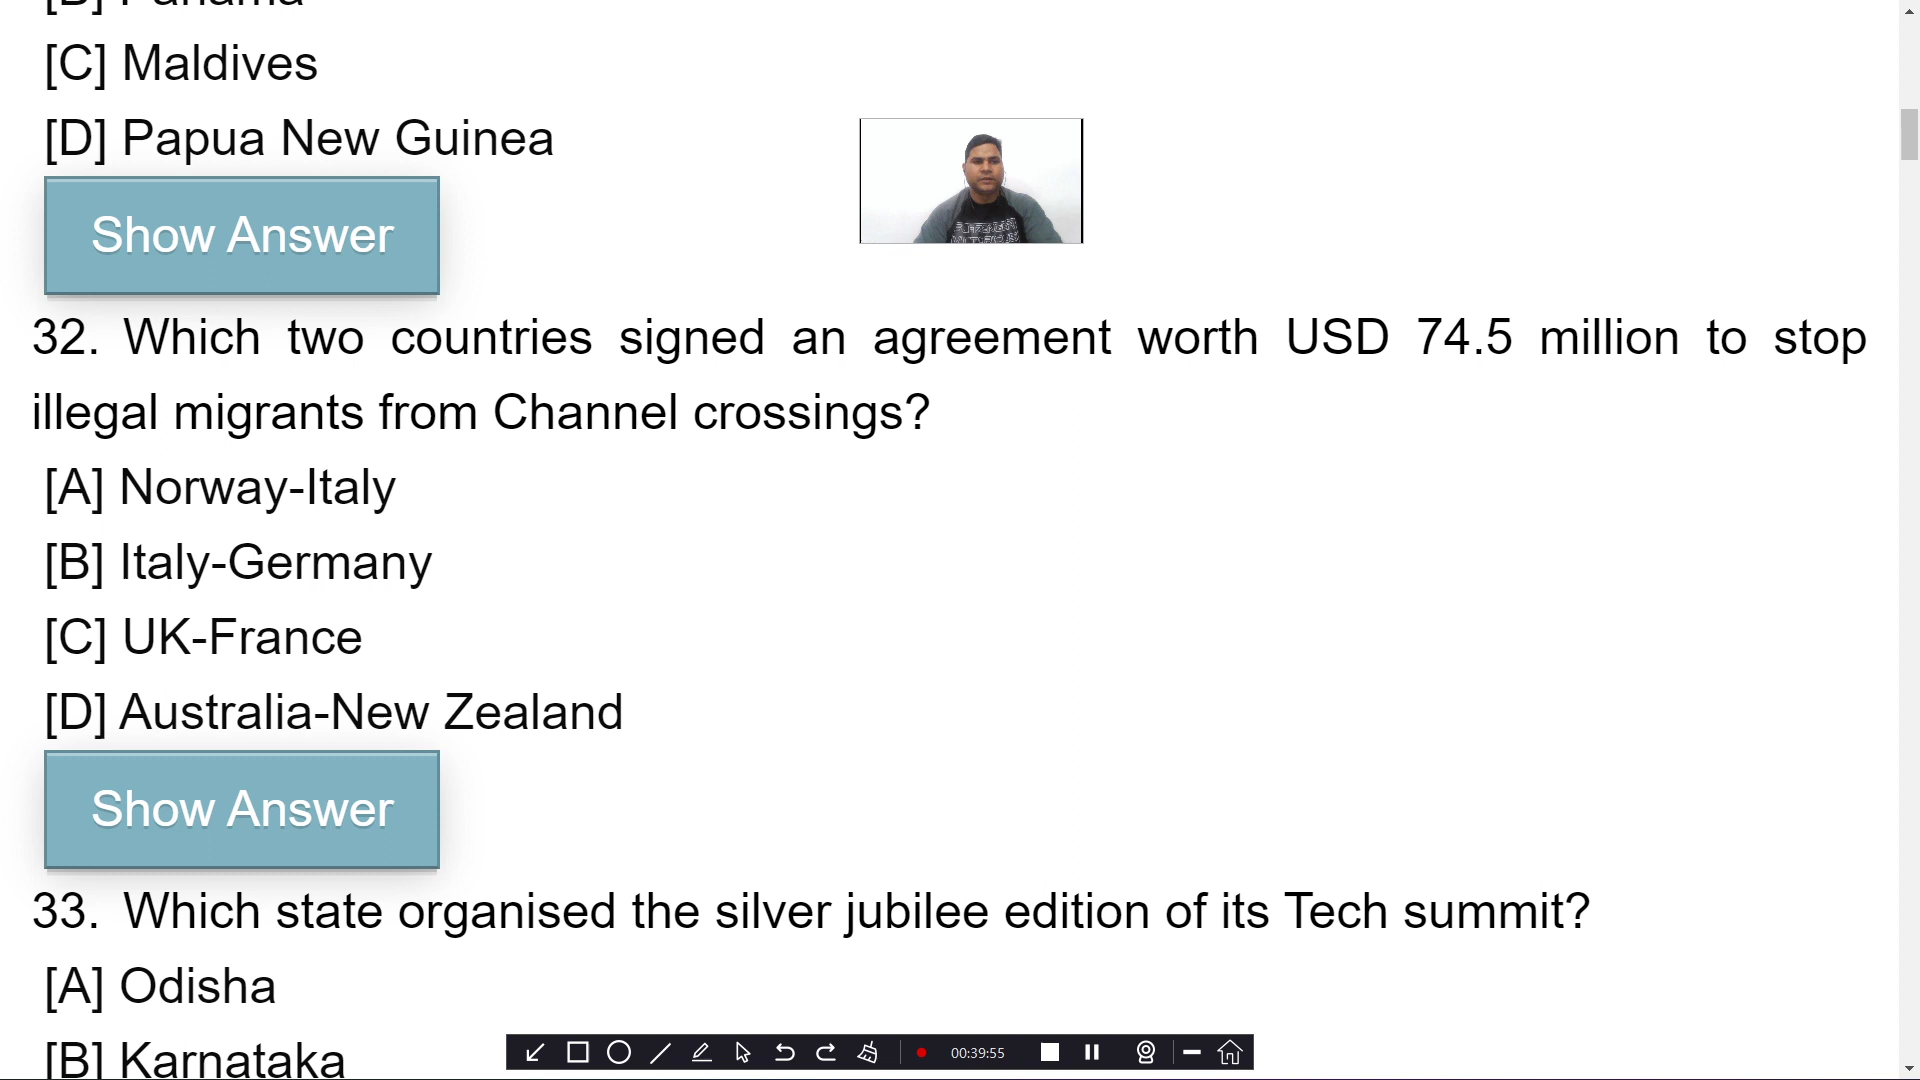 [B] Panama
[C] Maldives
[D] Papua New Guinea
Show Answer
32. Which two countries signed an agreement worth USD 74.5 million to stop
illegal migrants from Channel crossings?
[A] Norway-Italy
[B] Italy-Germany
[C] UK-France
[D] Australia-New Zealand
Show Answer
33. Which state organised the silver jubilee edition of its Tech summit?
[A] Odisha
[B] Karnataka
00:39:55